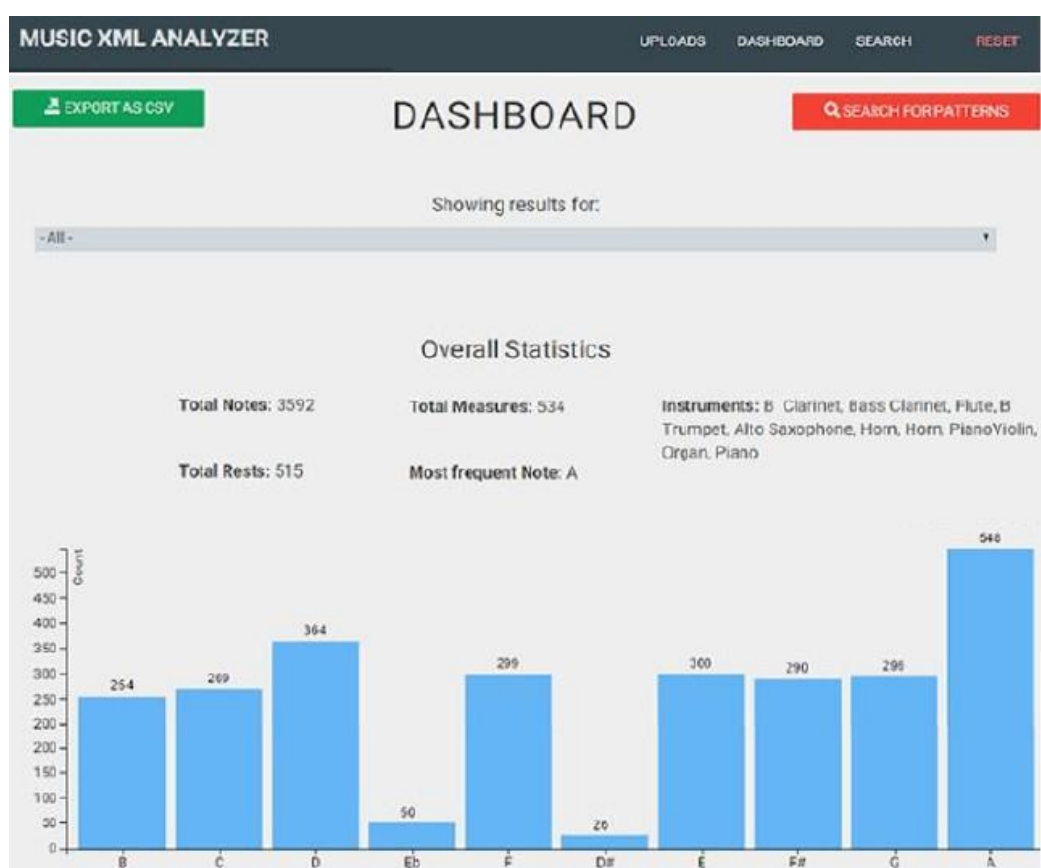 MUSIC XML ANALYZER
UPLOADS DASHBOARD SEARCH RESET
EXPORT AS CSV
DASHBOARD
SEARCH FOR PATTERNS
Showing results for:
-All-
Overall Statistics
Total Notes: 3592
Total Measures: 534
Instruments: B Clarinet, Bass Clarinet, Flute, B
Trumpet, Alto Saxophone, Horn, Horn, PianoViolin,
Organ, Piano
Total Rests: 515
Most frequent Note: A
Count
500
450
400
350
300
250
200
200
150
100
50
0
254 269 364 50 299 26 300 290 296 548
B C D Eb F D# E F# G A